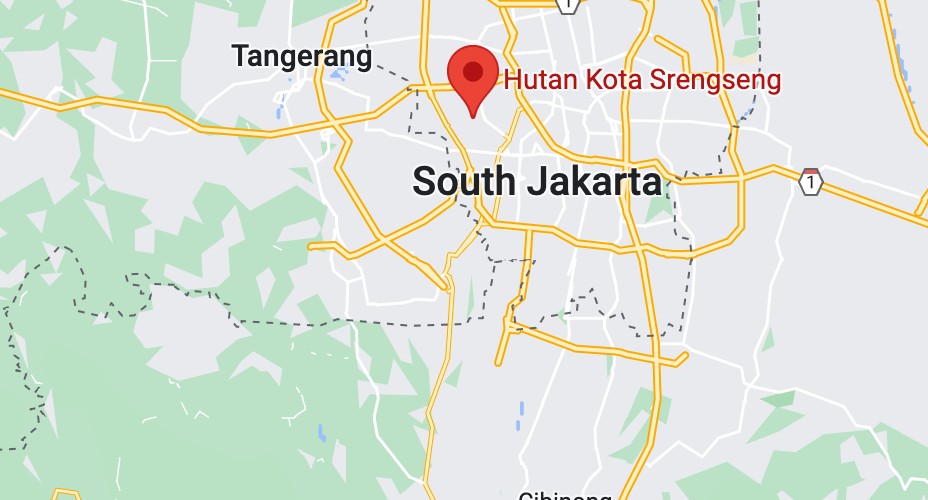 1
Tangerang
Hutan Kota Srengseng
South Jakarta
1
Cibinong